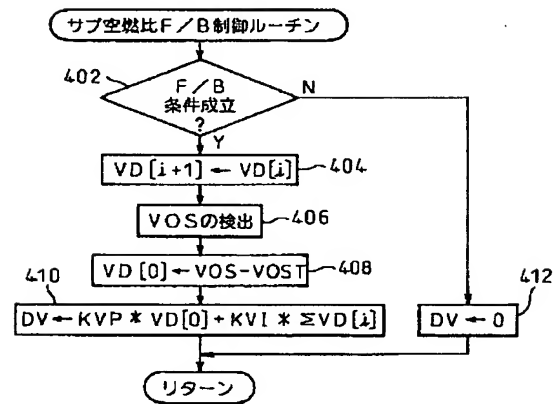 サブ空燃比F/B制御ルーチン
402
F/B
条件成立
?
N
Y
VD[i+1] ← VD[i]
404
VOSの検出
406
VD[0] ← VOS-VOST
408
410
DV ← KVP * VD[0] + KVI * ΣVD[i]
412
DV ← 0
リターン